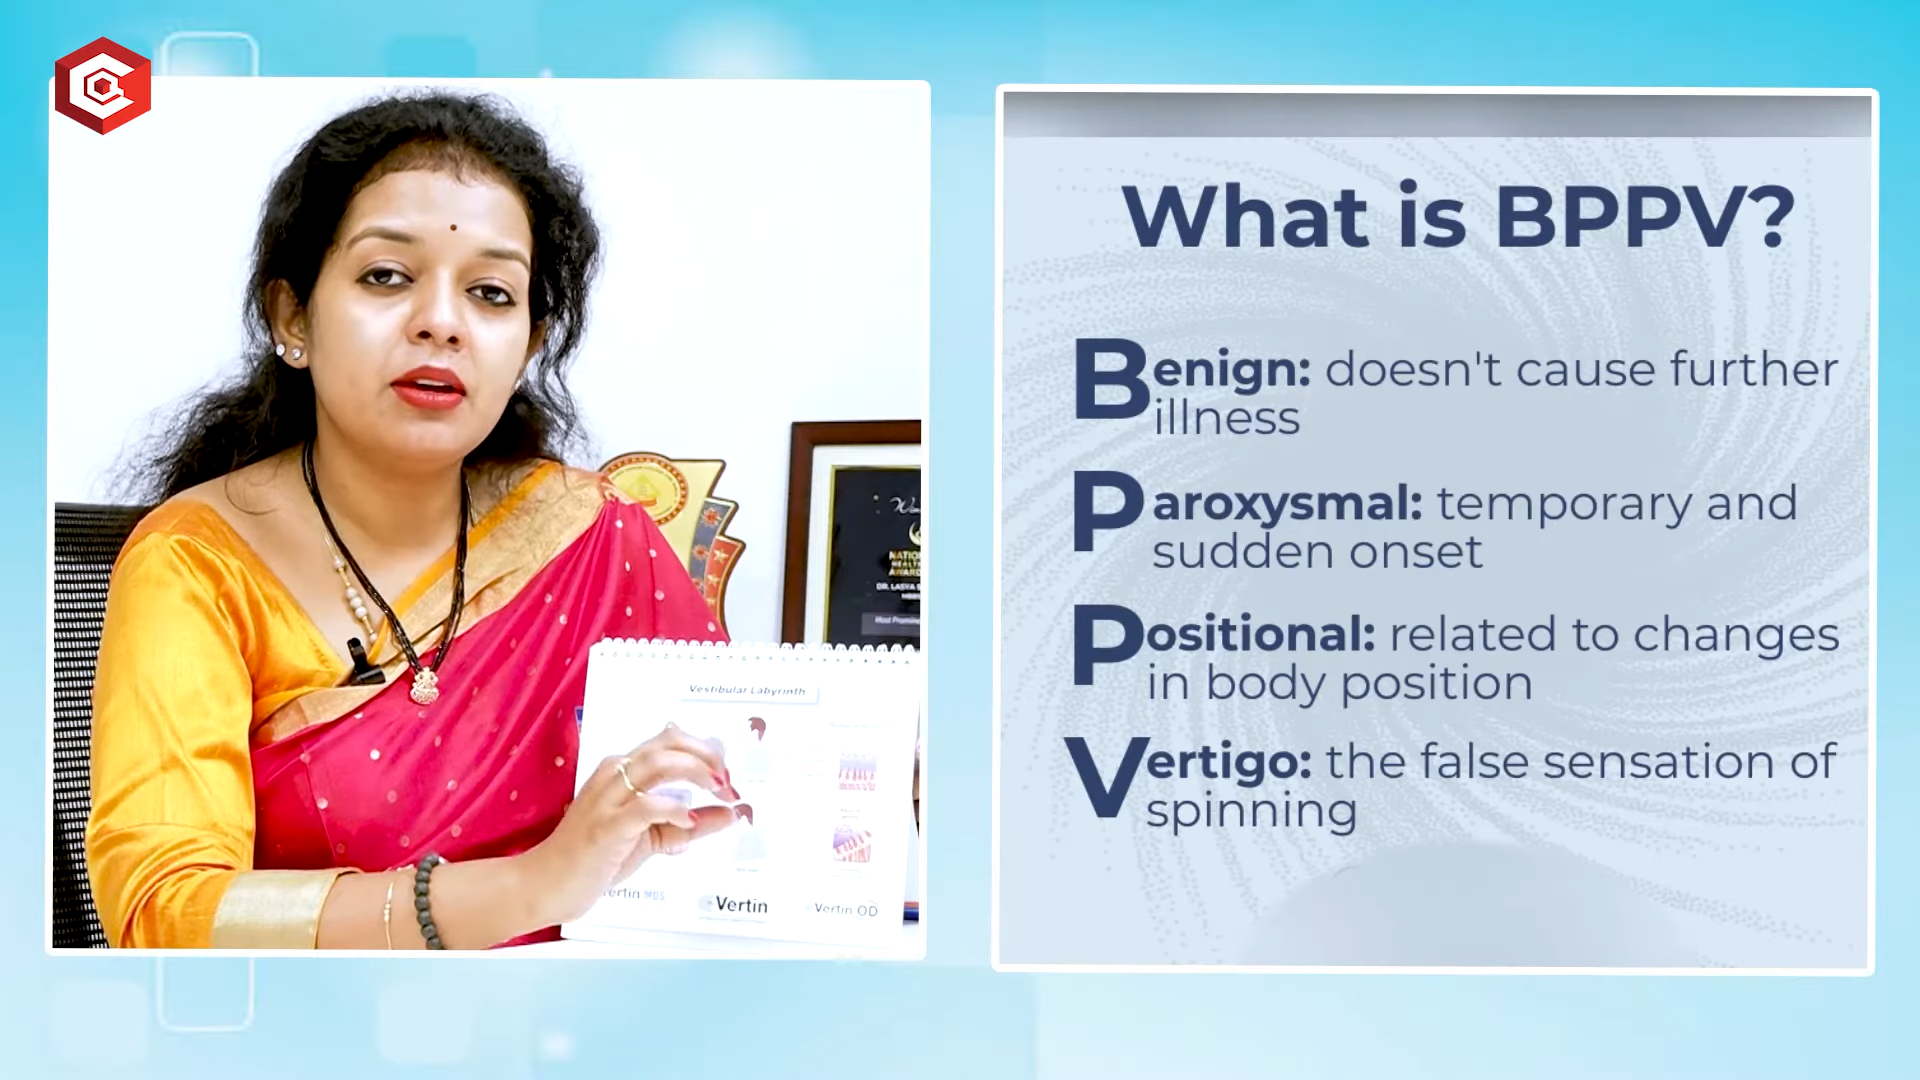 What is BPPV?
Benign: doesn't cause further
illness
Paroxysmal: temporary and
sudden onset
Positional: related to changes
in body position
Vertigo: the false sensation of
spinning
Vestibular Labyrinth
Vertin
Vertin OD